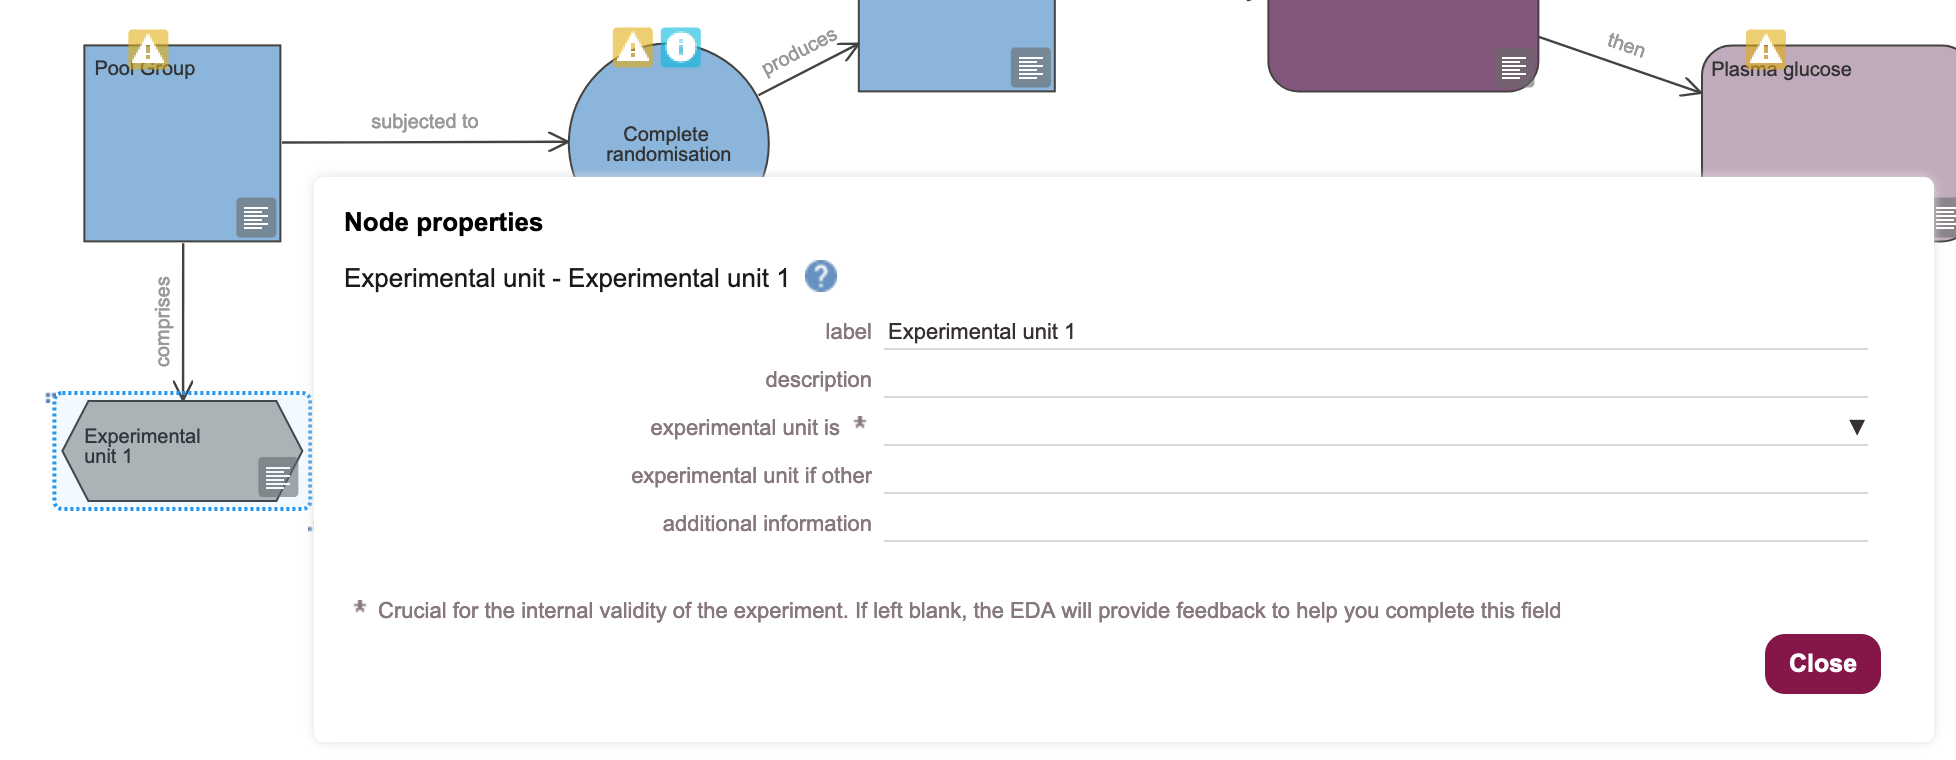 Pool Group
subjected to
Complete
randomisation
produces
then
Plasma glucose
comprises
Experimental
unit 1
Node properties
Experimental unit - Experimental unit 1 ?
label Experimental unit 1
description
experimental unit is *
experimental unit if other
additional information
* Crucial for the internal validity of the experiment. If left blank, the EDA will provide feedback to help you complete this field
Close